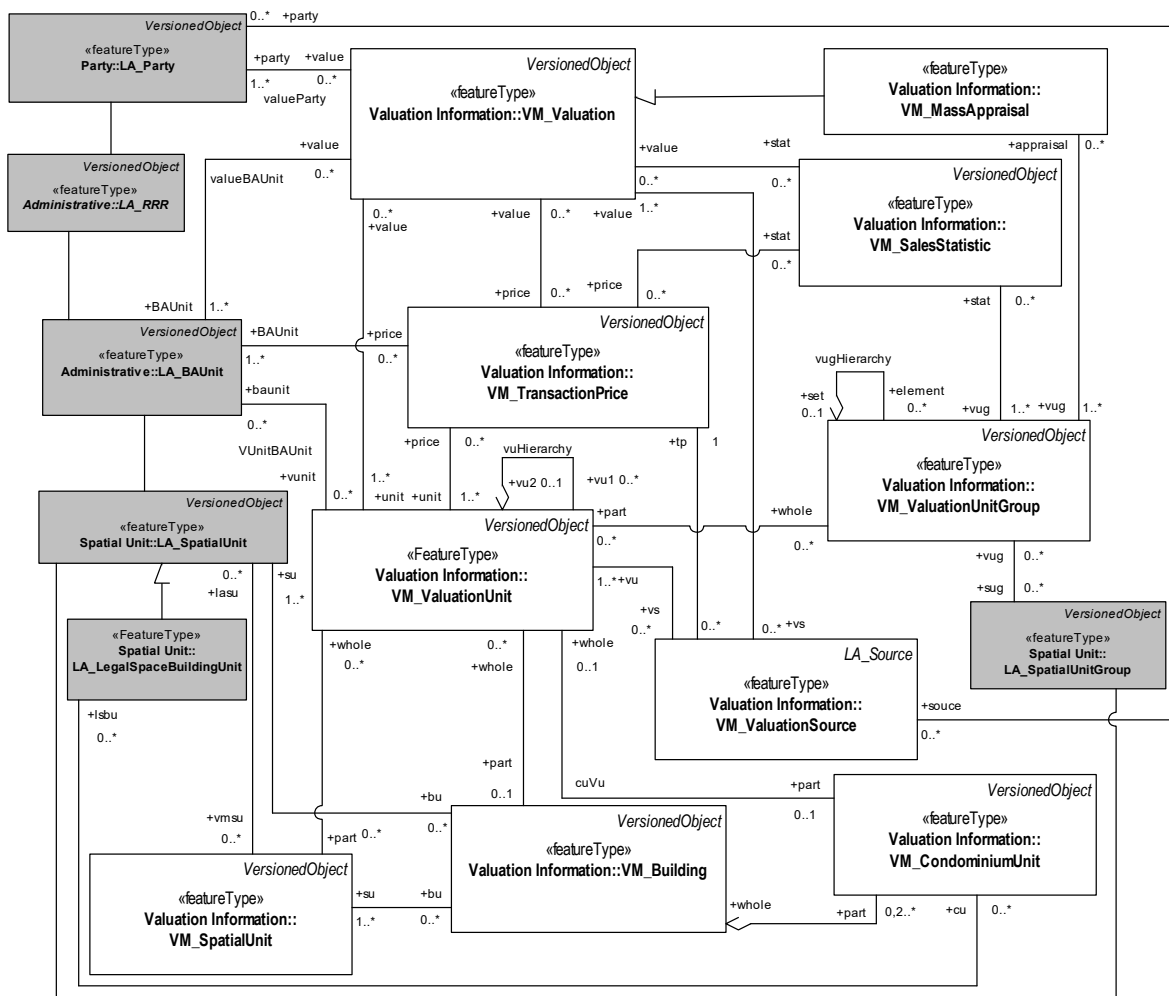 VersionedObject
«featureType»
Party::LA_Party
0..* +party
+party
1..*
valueParty
+value
0..*
VersionedObject
«featureType»
Valuation Information::VM_Valuation
«featureType»
Valuation Information::
VM_MassAppraisal
+appraisal
0..*
VersionedObject
«featureType»
Administrative::LA_RRR
+value
valueBAUnit
0..*
+value
0..*
1..*
+stat
0..*
VersionedObject
«featureType»
Valuation Information::
VM_SalesStatistic
0..*
+value
+value
0..*
+value
+stat
0..*
+stat
0..*
+BAUnit
1..*
+price
0..*
+price
0..*
VersionedObject
«featureType»
Administrative::LA_BAUnit
+BAUnit
1..*
+price
0..*
VersionedObject
«featureType»
Valuation Information::
VM_TransactionPrice
vugHierarchy
+set
0..1
+element
0..*
+baunit
0..*
VUnitBAUnit
+vunit
0..*
+vug
1..*
+vug
1..*
+price
0..*
+tp
1
VersionedObject
«featureType»
Valuation Information::
VM_ValuationUnitGroup
vuHierarchy
+vu2 0..1
+vu1 0..*
1..*
+unit
+unit
1..*
VersionedObject
«featureType»
Spatial Unit::LA_SpatialUnit
VersionedObject
«FeatureType»
Valuation Information::
VM_ValuationUnit
+part
0..*
+whole
0..*
+vug
0..*
+sug
0..*
0..*
+lasu
+su
1..*
1..*
+vu
+vs
0..*
0..*
0..*
+vs
VersionedObject
«featureType»
Spatial Unit::
LA_SpatialUnitGroup
«FeatureType»
Spatial Unit::
LA_LegalSpaceBuildingUnit
+whole
0..*
0..*
+whole
+whole
0..1
LA_Source
«featureType»
Valuation Information::
VM_ValuationSource
+souce
0..*
+lsbu
0..*
+part
0..1
cuVu
+part
0..1
VersionedObject
«featureType»
Valuation Information::
VM_CondominiumUnit
+vmsu
0..*
+part
0..*
+bu
0..*
VersionedObject
«featureType»
Valuation Information::VM_Building
VersionedObject
«featureType»
Valuation Information::
VM_SpatialUnit
+su
1..*
+bu
0..*
+whole
+part
0,2..*
+cu
0..*